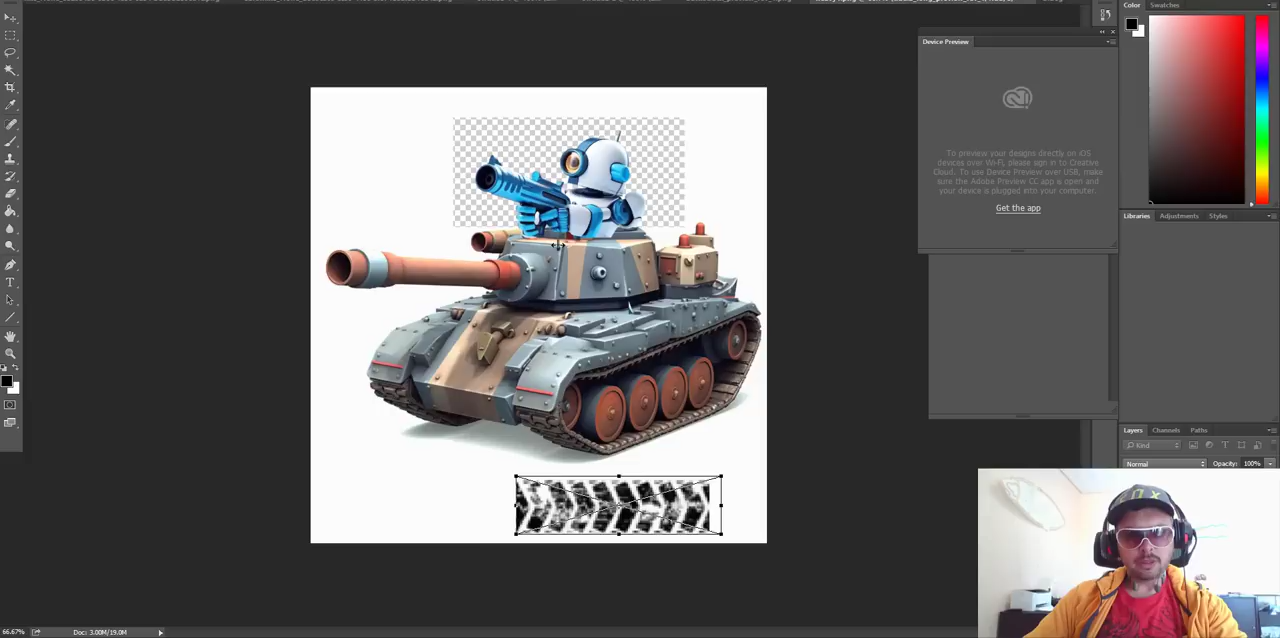 Color
Swatches
Device Preview
To preview your designs directly on iOS
devices over Wi-Fi, please sign in to Creative
Cloud. To use Device Preview over USB, make
sure the Adobe Preview CC app is open and
your device is plugged into your computer.
Get the app
Libraries
Adjustments
Styles
Layers
Channels
Paths
Kind
Normal
Opacity: 100%
66.67%
Doc: 3.00M/19.0M